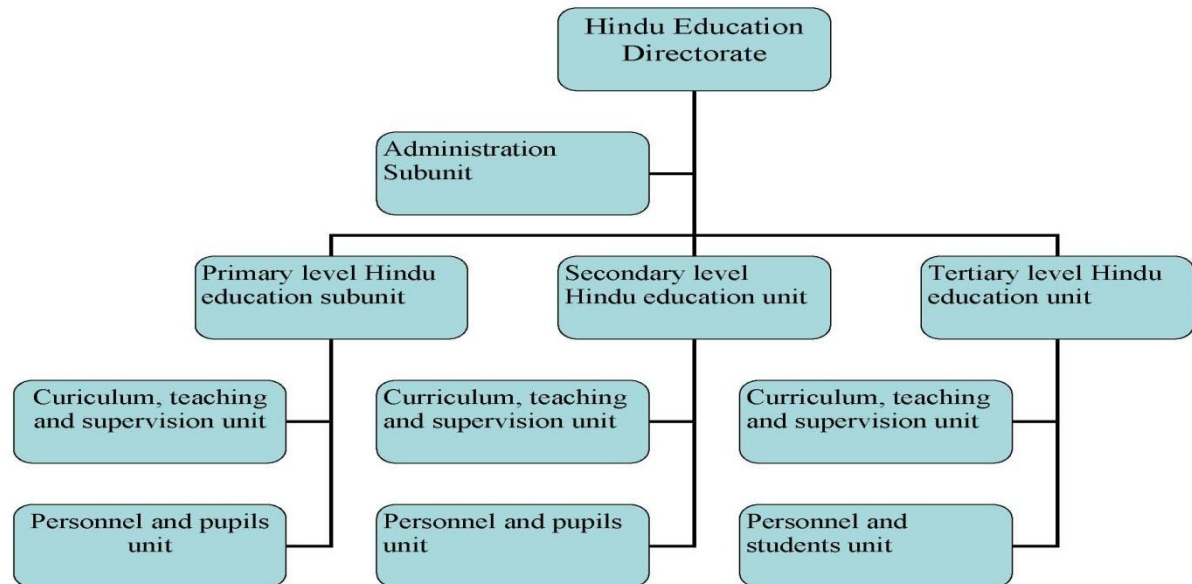 Hindu Education
Directorate
Administration
Subunit
Primary level Hindu
education subunit
Secondary level
Hindu education unit
Tertiary level Hindu
education unit
Curiculum, teaching
and supervision unit
Curriculum, teaching
and supervision unit
Curriculum, teaching
and supervision unit
Personnel and pupils
unit
Personnel and pupils
unit
Personnel and
students unit